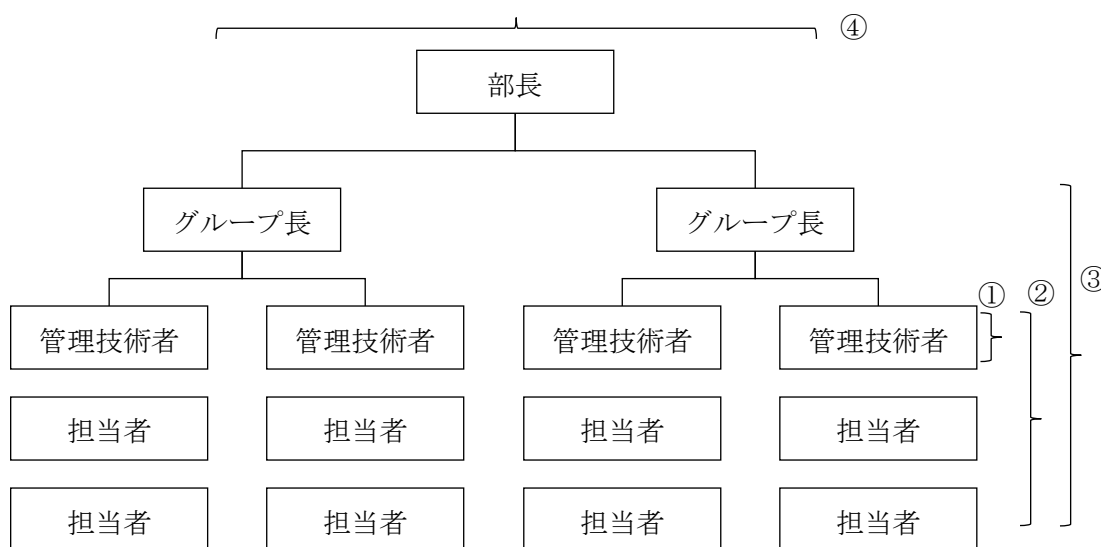 ④
部長
グループ長 グループ長
① ② ③
管理技術者 管理技術者 管理技術者 管理技術者
担当者 担当者 担当者 担当者
担当者 担当者 担当者 担当者